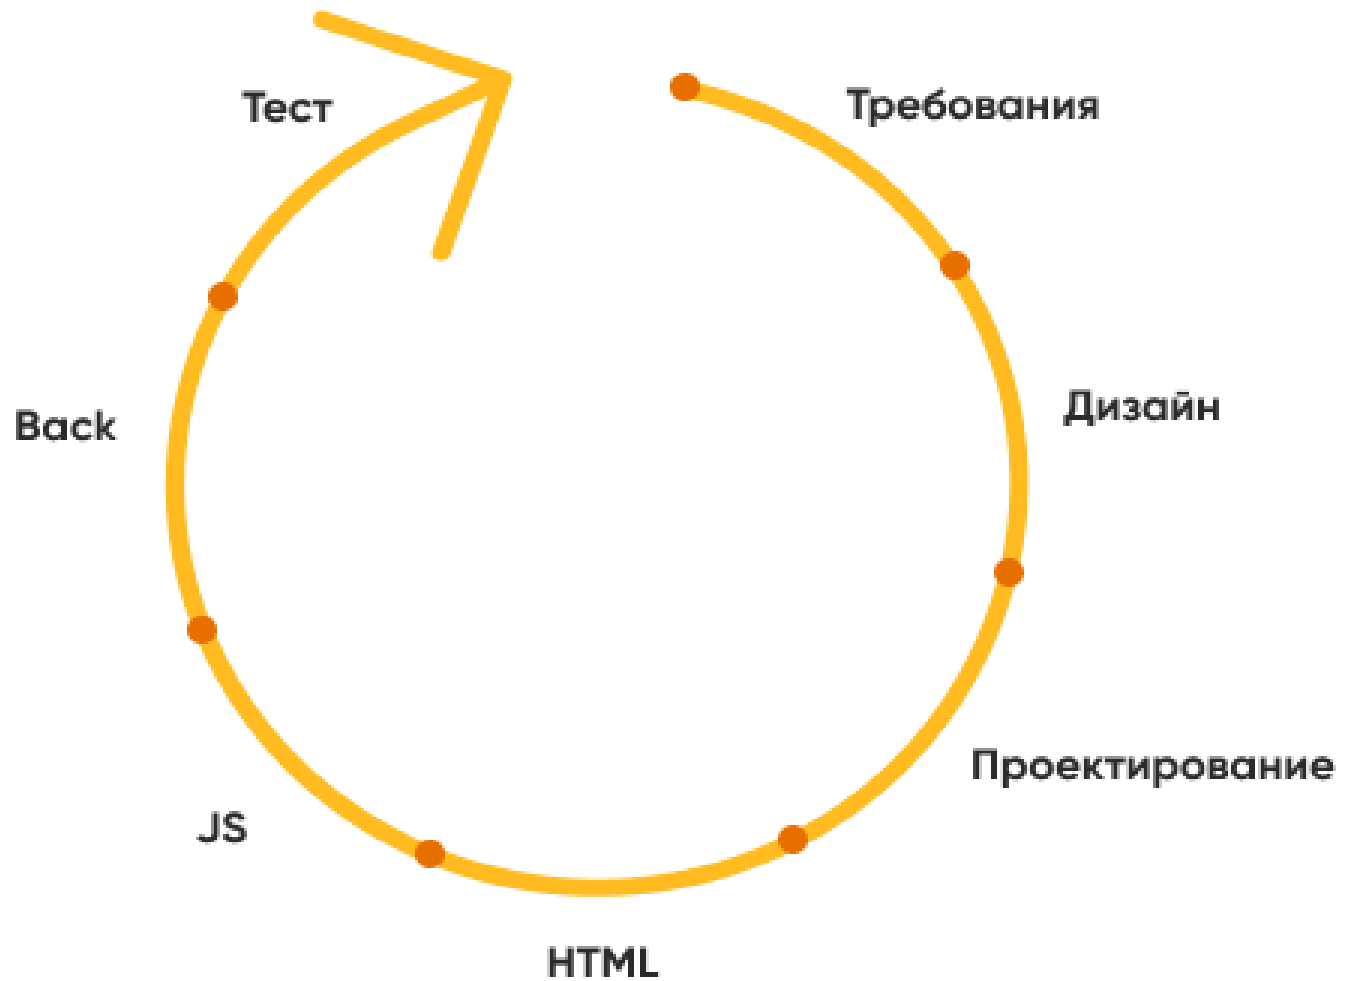 Тест
Требования
Дизайн
Back
Проектирование
JS
HTML